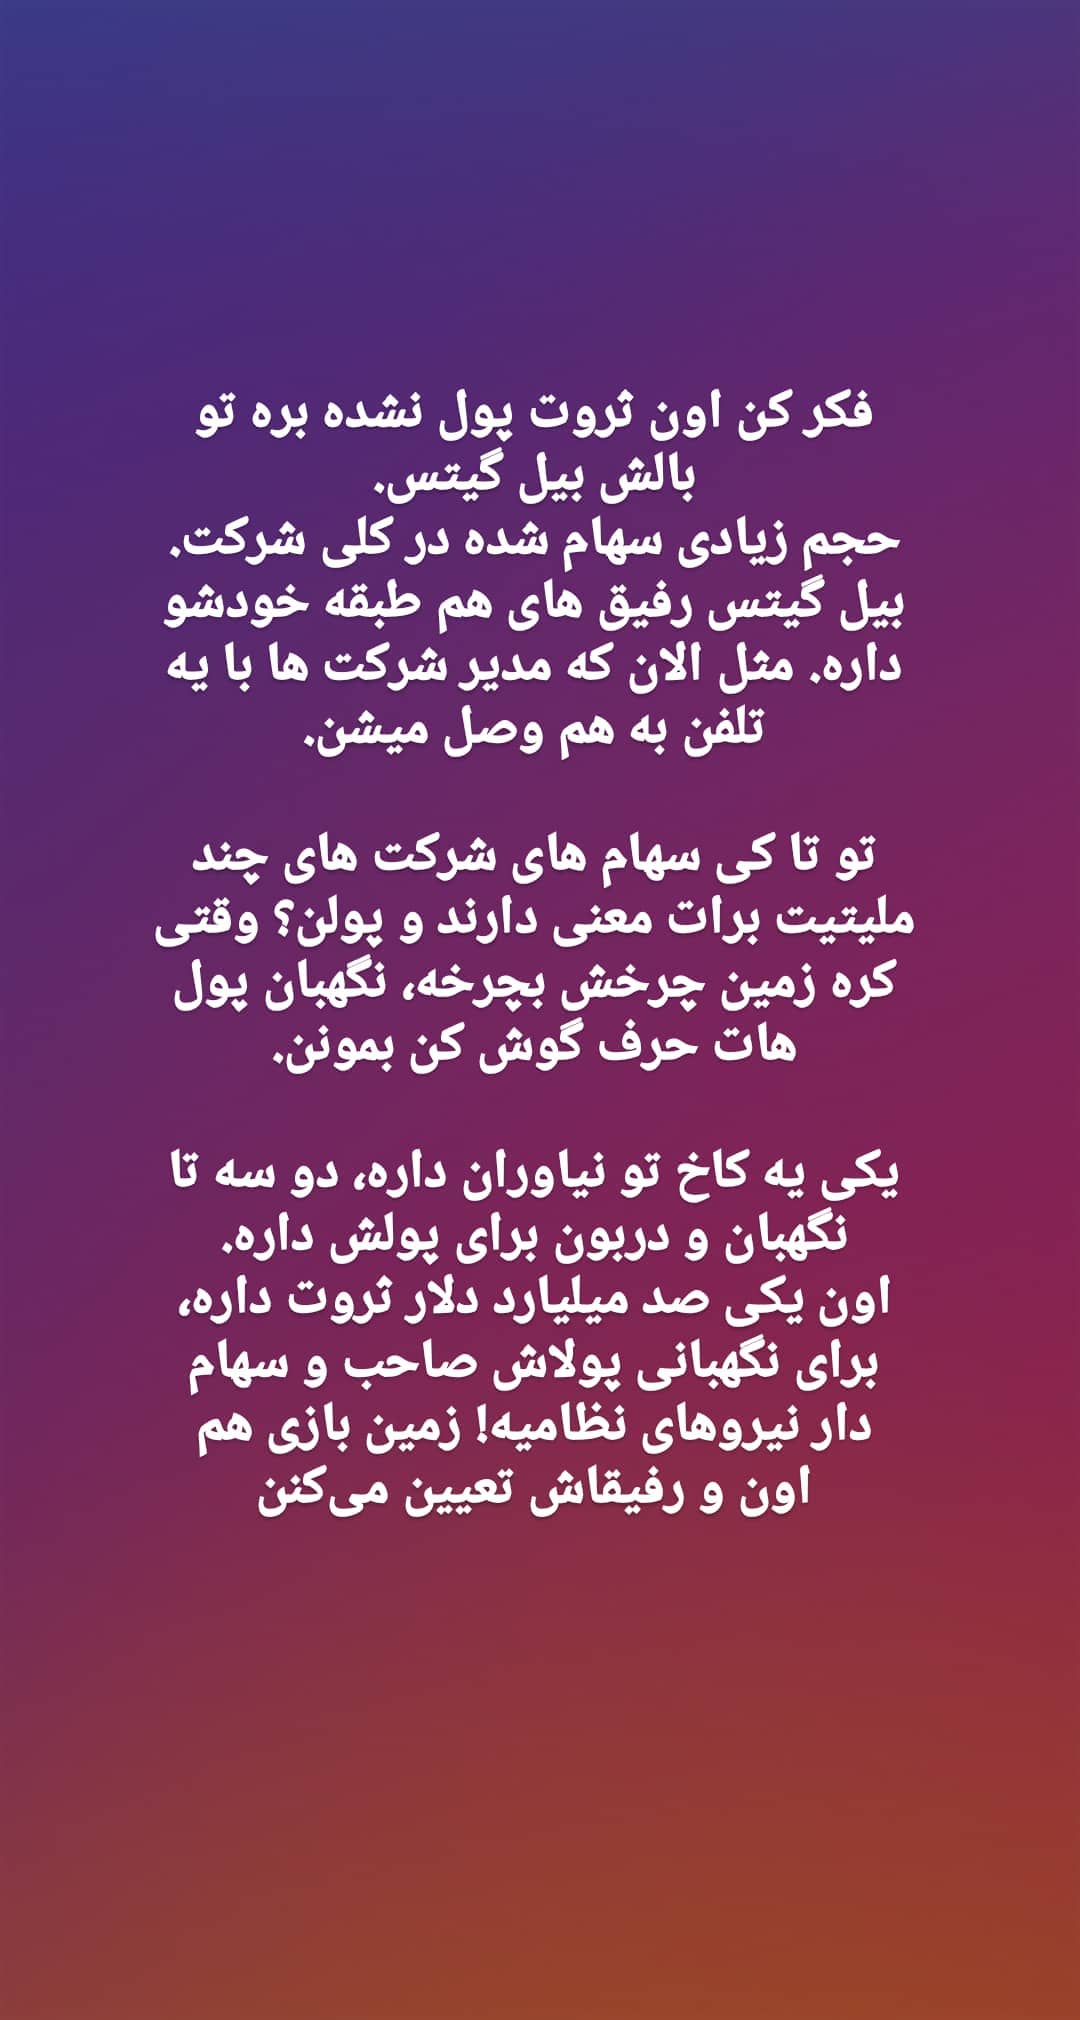 فکر کن اون ثروت پول نشده بره تو
بالش بیل گیتس.
حجم زیادی سهام شده در کلی شرکت.
بیل گیتس رفیق های هم طبقه خودشو
داره. مثل الان که مدیر شرکت ها با یه
تلفن به هم وصل میشن.
تو تا کی سهام های شرکت های چند
ملیتیت برات معنی دارند و پولن؟ وقتی
کره زمین چرخش بچرخه، نگهبان پول
هات حرف گوش کن بمونن.
یکی یه کاخ تو نیاوران داره، دو سه تا
نگهبان و دربون برای پولش داره.
اون یکی صد میلیارد دلار ثروت داره،
برای نگهبانی پولاش صاحب و سهام
دار نیروهای نظامیه! زمین بازی هم
اون و رفیقاش تعیین می‌کنن